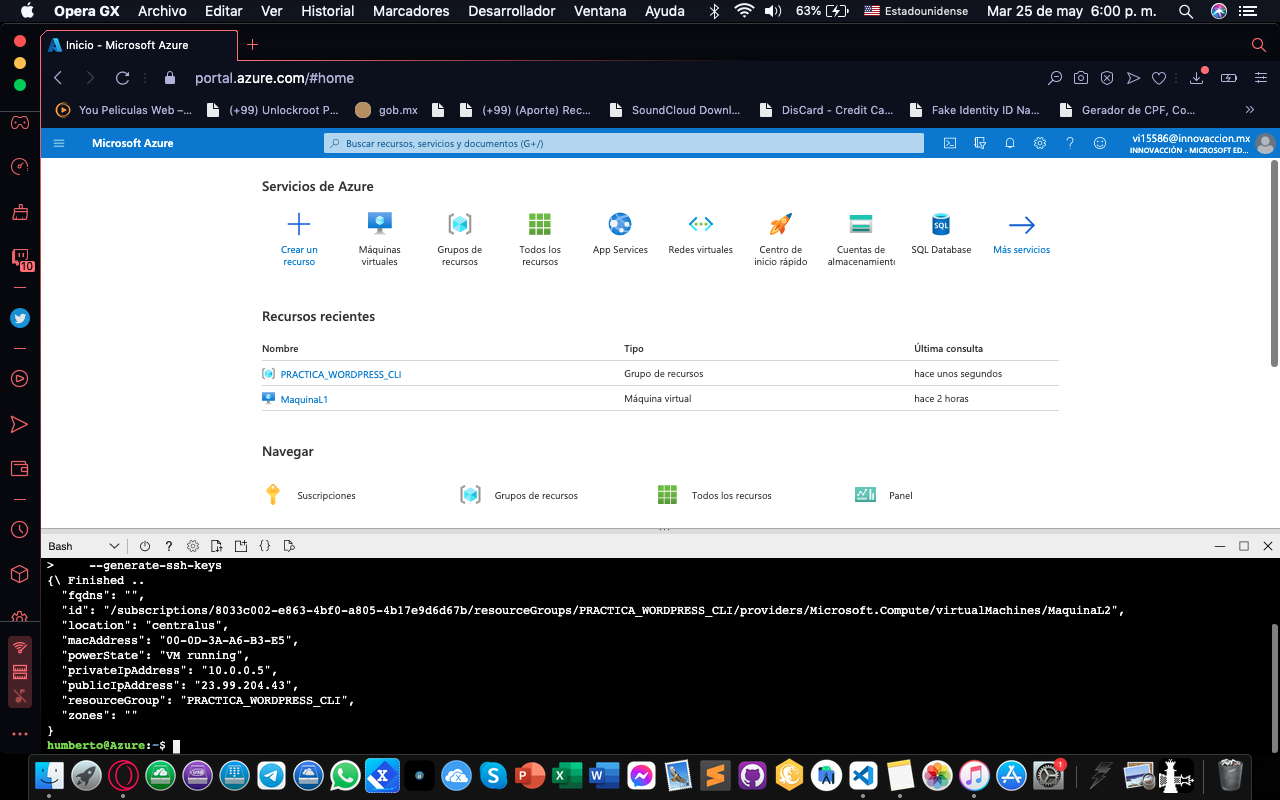 Opera GX Archivo Editar Ver Historial Marcadores Desarrollador Ventana Ayuda 63% Estadounidense Mar 25 de may 6:00 p. m.
Inicio - Microsoft Azure
portal.azure.com/#home
You Peliculas Web –... (+99) Unlockroot P... gob.mx (+99) (Aporte) Rec... SoundCloud Downl... DisCard - Credit Ca... Fake Identity ID Na... Gerador de CPF, Co... »
Microsoft Azure
Buscar recursos, servicios y documentos (G+/)
vi15586@innovaccion.mx
INNOVACCIÓN - MICROSOFT ED...
Servicios de Azure
Crear un recurso
Máquinas virtuales
Grupos de recursos
Todos los recursos
App Services
Redes virtuales
Centro de inicio rápido
Cuentas de almacenamient
SQL
SQL Database
Más servicios
Recursos recientes
Nombre Tipo Última consulta
PRACTICA_WORDPRESS_CLI Grupo de recursos hace unos segundos
MaquinaL1 Máquina virtual hace 2 horas
Navegar
Suscripciones Grupos de recursos Todos los recursos Panel
10
Bash
> --generate-ssh-keys
{\ Finished ..
"fqdns": "",
"id": "/subscriptions/8033c002-e863-4bf0-a805-4b17e9d6d67b/resourceGroups/PRACTICA_WORDPRESS_CLI/providers/Microsoft.Compute/virtualMachines/MaquinaL2",
"location": "centralus",
"macAddress": "00-0D-3A-A6-B3-E5",
"powerState": "VM running",
"privateIpAddress": "10.0.0.5",
"publicIpAddress": "23.99.204.43",
"resourceGroup": "PRACTICA_WORDPRESS_CLI",
"zones": ""
}
humberto@Azure:~$